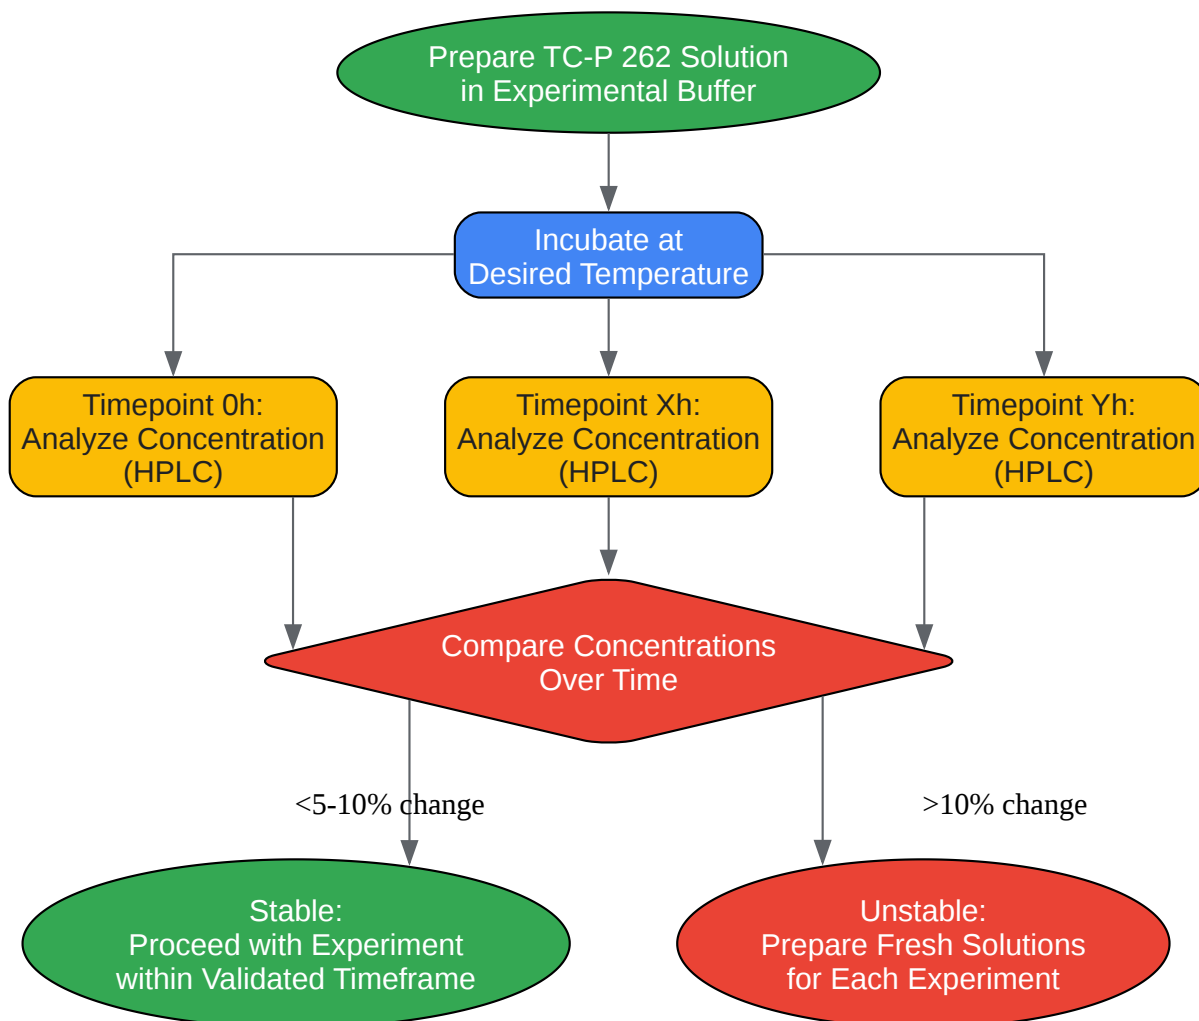 Prepare TC-P 262 Solution
in Experimental Buffer
Incubate at
Desired Temperature
Timepoint 0h:
Analyze Concentration
(HPLC)
Timepoint Xh:
Analyze Concentration
(HPLC)
Timepoint Yh:
Analyze Concentration
(HPLC)
Compare Concentrations
Over Time
<5-10% change
>10% change
Stable:
Proceed with Experiment
within Validated Timeframe
Unstable:
Prepare Fresh Solutions
for Each Experiment